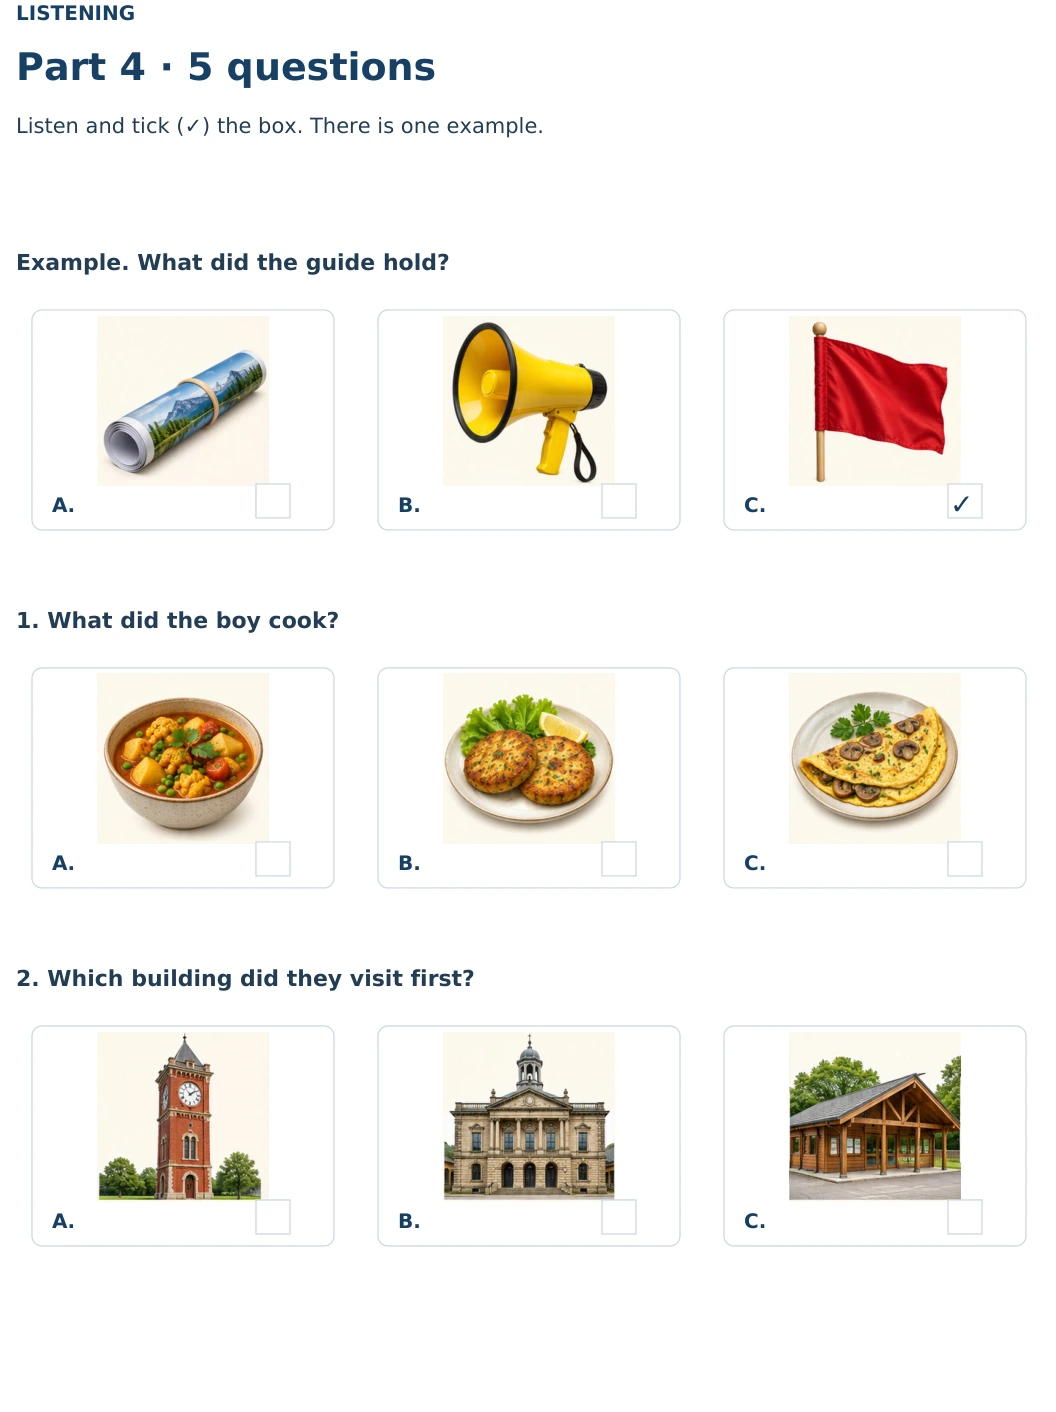 LISTENING
Part 4 · 5 questions
Listen and tick (✓) the box. There is one example.
Example. What did the guide hold?
A.
B.
C. ✓
1. What did the boy cook?
A.
B.
C.
2. Which building did they visit first?
A.
B.
C.